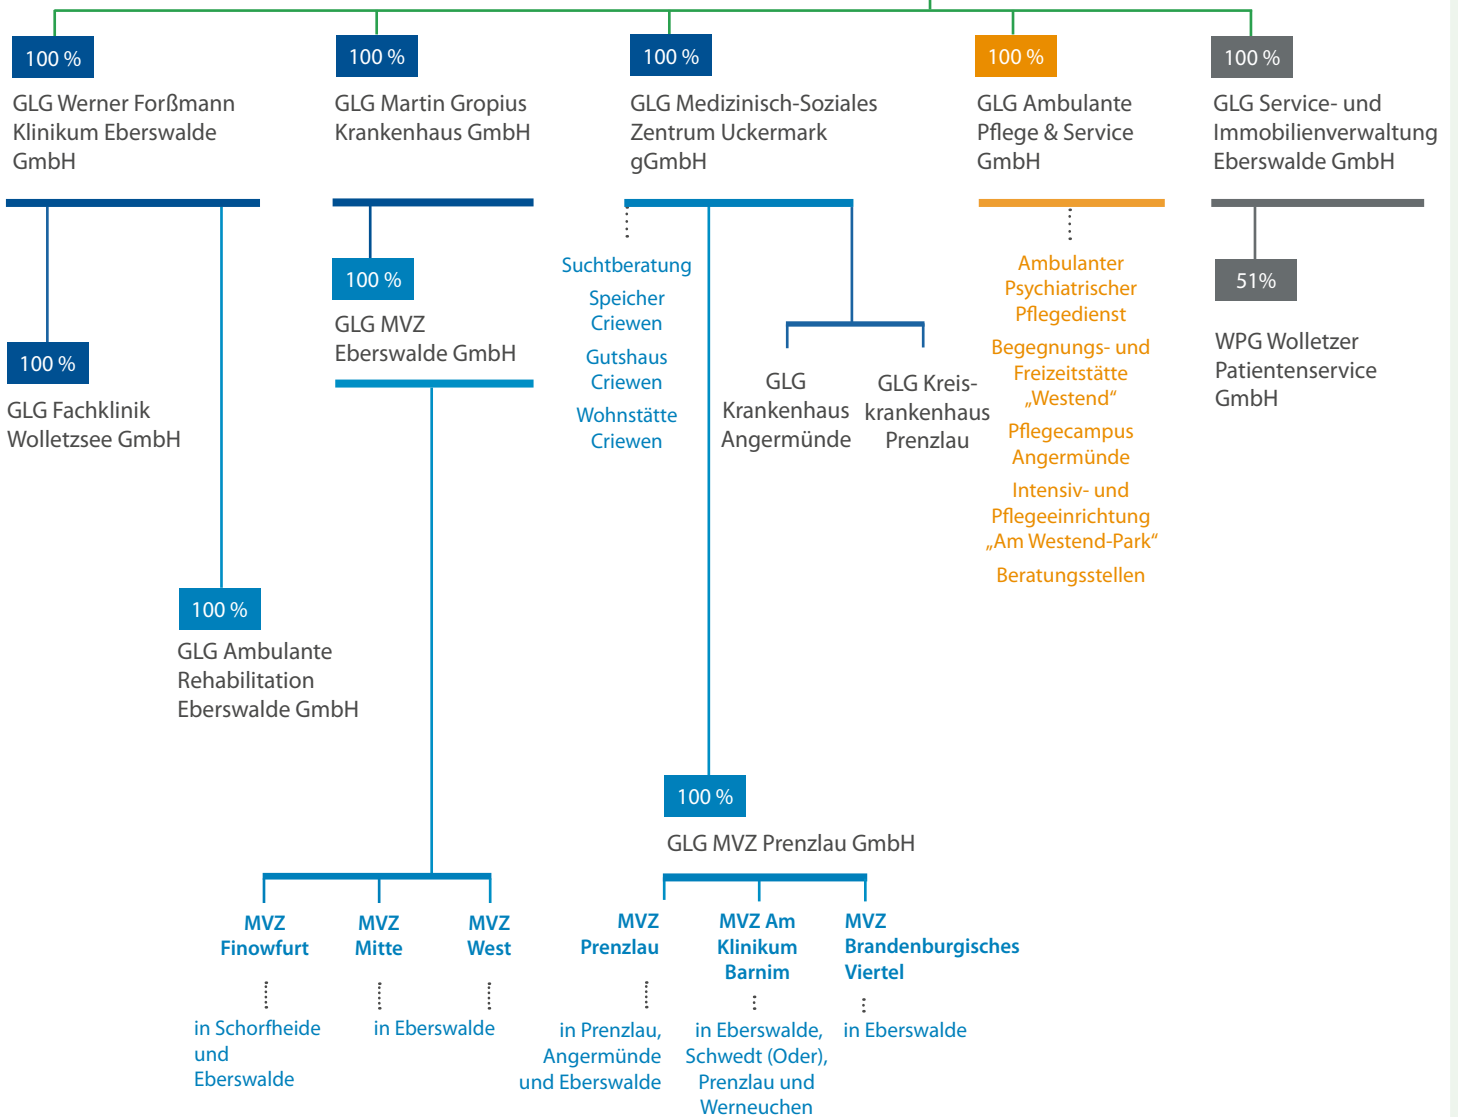 100 %
GLG Werner Forßmann
Klinikum Eberswalde
GmbH
100 %
GLG Martin Gropius
Krankenhaus GmbH
100 %
GLG Medizinisch-Soziales
Zentrum Uckermark
gGmbH
100 %
GLG Ambulante
Pflege & Service
GmbH
100 %
GLG Service- und
Immobilienverwaltung
Eberswalde GmbH
100 %
GLG Fachklinik
Wolletzsee GmbH
100 %
GLG Ambulante
Rehabilitation
Eberswalde GmbH
100 %
GLG MVZ
Eberswalde GmbH
Suchtberatung
Speicher
Criewen
Gutshaus
Criewen
Wohnstätte
Criewen
GLG
Krankenhaus
Angermünde
GLG Kreis-
krankenhaus
Prenzlau
Ambulanter
Psychiatrischer
Pflegedienst
Begegnungs- und
Freizeitstätte
„Westend“
Pflegecampus
Angermünde
Intensiv- und
Pflegeeinrichtung
„Am Westend-Park“
Beratungsstellen
51%
WPG Wolletzer
Patientenservice
GmbH
100 %
GLG MVZ Prenzlau GmbH
MVZ
Finowfurt
in Schorfheide
und
Eberswalde
MVZ
Mitte
MVZ
West
in Eberswalde
MVZ
Prenzlau
in Prenzlau,
Angermünde
und Eberswalde
MVZ Am
Klinikum
Barnim
in Eberswalde,
Schwedt (Oder),
Prenzlau und
Werneuchen
MVZ
Brandenburgisches
Viertel
in Eberswalde